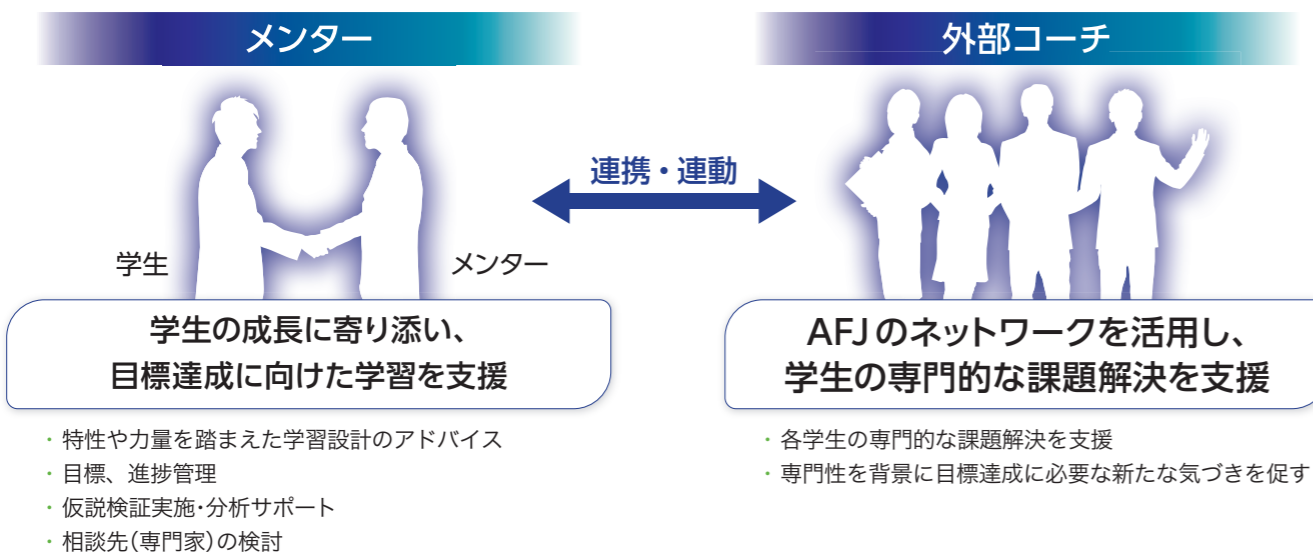 メンター
外部コーチ
連携・連動
学生
メンター
学生の成長に寄り添い、
目標達成に向けた学習を支援
・特性や力量を踏まえた学習設計のアドバイス
・目標、進捗管理
・仮説検証実施・分析サポート
・相談先(専門家)の検討
AFJのネットワークを活用し、
学生の専門的な課題解決を支援
・各学生の専門的な課題解決を支援
・専門性を背景に目標達成に必要な新たな気づきを促す